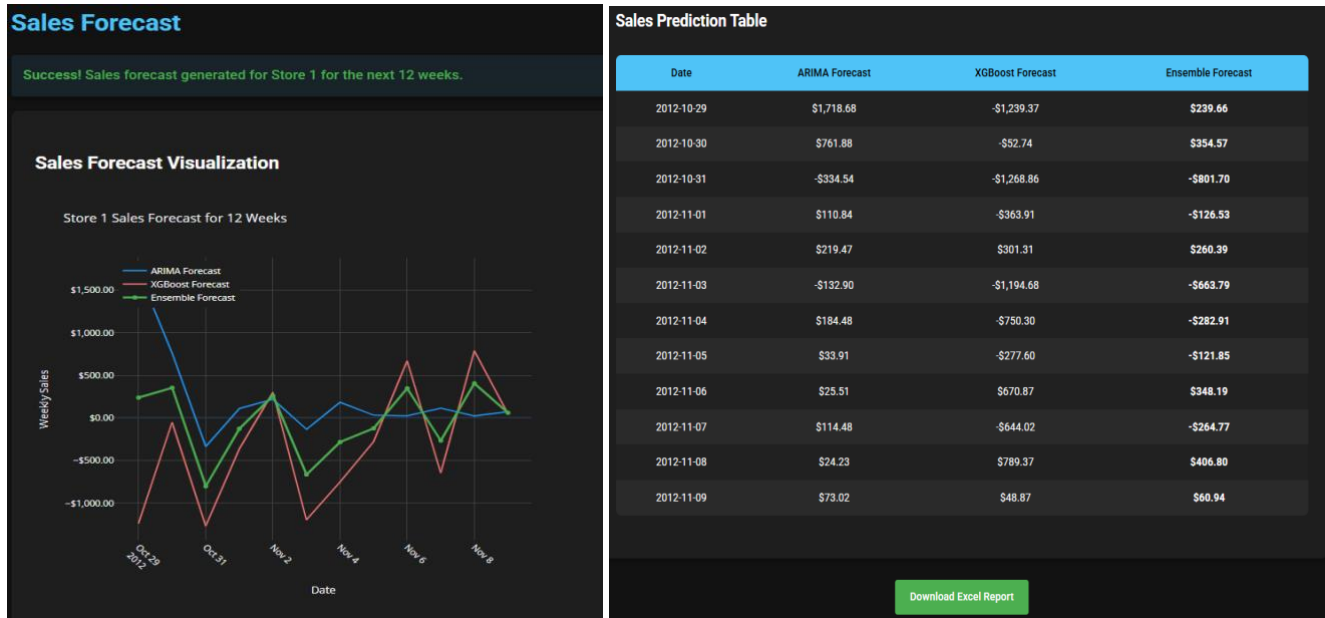 Sales Forecast
Success! Sales forecast generated for Store 1 for the next 12 weeks.
Sales Forecast Visualization
Store 1 Sales Forecast for 12 Weeks
ARIMA Forecast
XGBoost Forecast
Ensemble Forecast
$1,500.00
$1,000.00
$500.00
$0.00
−$500.00
−$1,000.00
Weekly Sales
Oct 29
2012
Oct 31
Nov 2
Nov 4
Nov 6
Nov 8
Date
Sales Prediction Table
Date ARIMA Forecast XGBoost Forecast Ensemble Forecast
2012-10-29 $1,718.68 -$1,239.37 $239.66
2012-10-30 $761.88 -$52.74 $354.57
2012-10-31 -$334.54 -$1,268.86 -$801.70
2012-11-01 $110.84 -$363.91 -$126.53
2012-11-02 $219.47 $301.31 $260.39
2012-11-03 -$132.90 -$1,194.68 -$663.79
2012-11-04 $184.48 -$750.30 -$282.91
2012-11-05 $33.91 -$277.60 -$121.85
2012-11-06 $25.51 $670.87 $348.19
2012-11-07 $114.48 -$644.02 -$264.77
2012-11-08 $24.23 $789.37 $406.80
2012-11-09 $73.02 $48.87 $60.94
Download Excel Report